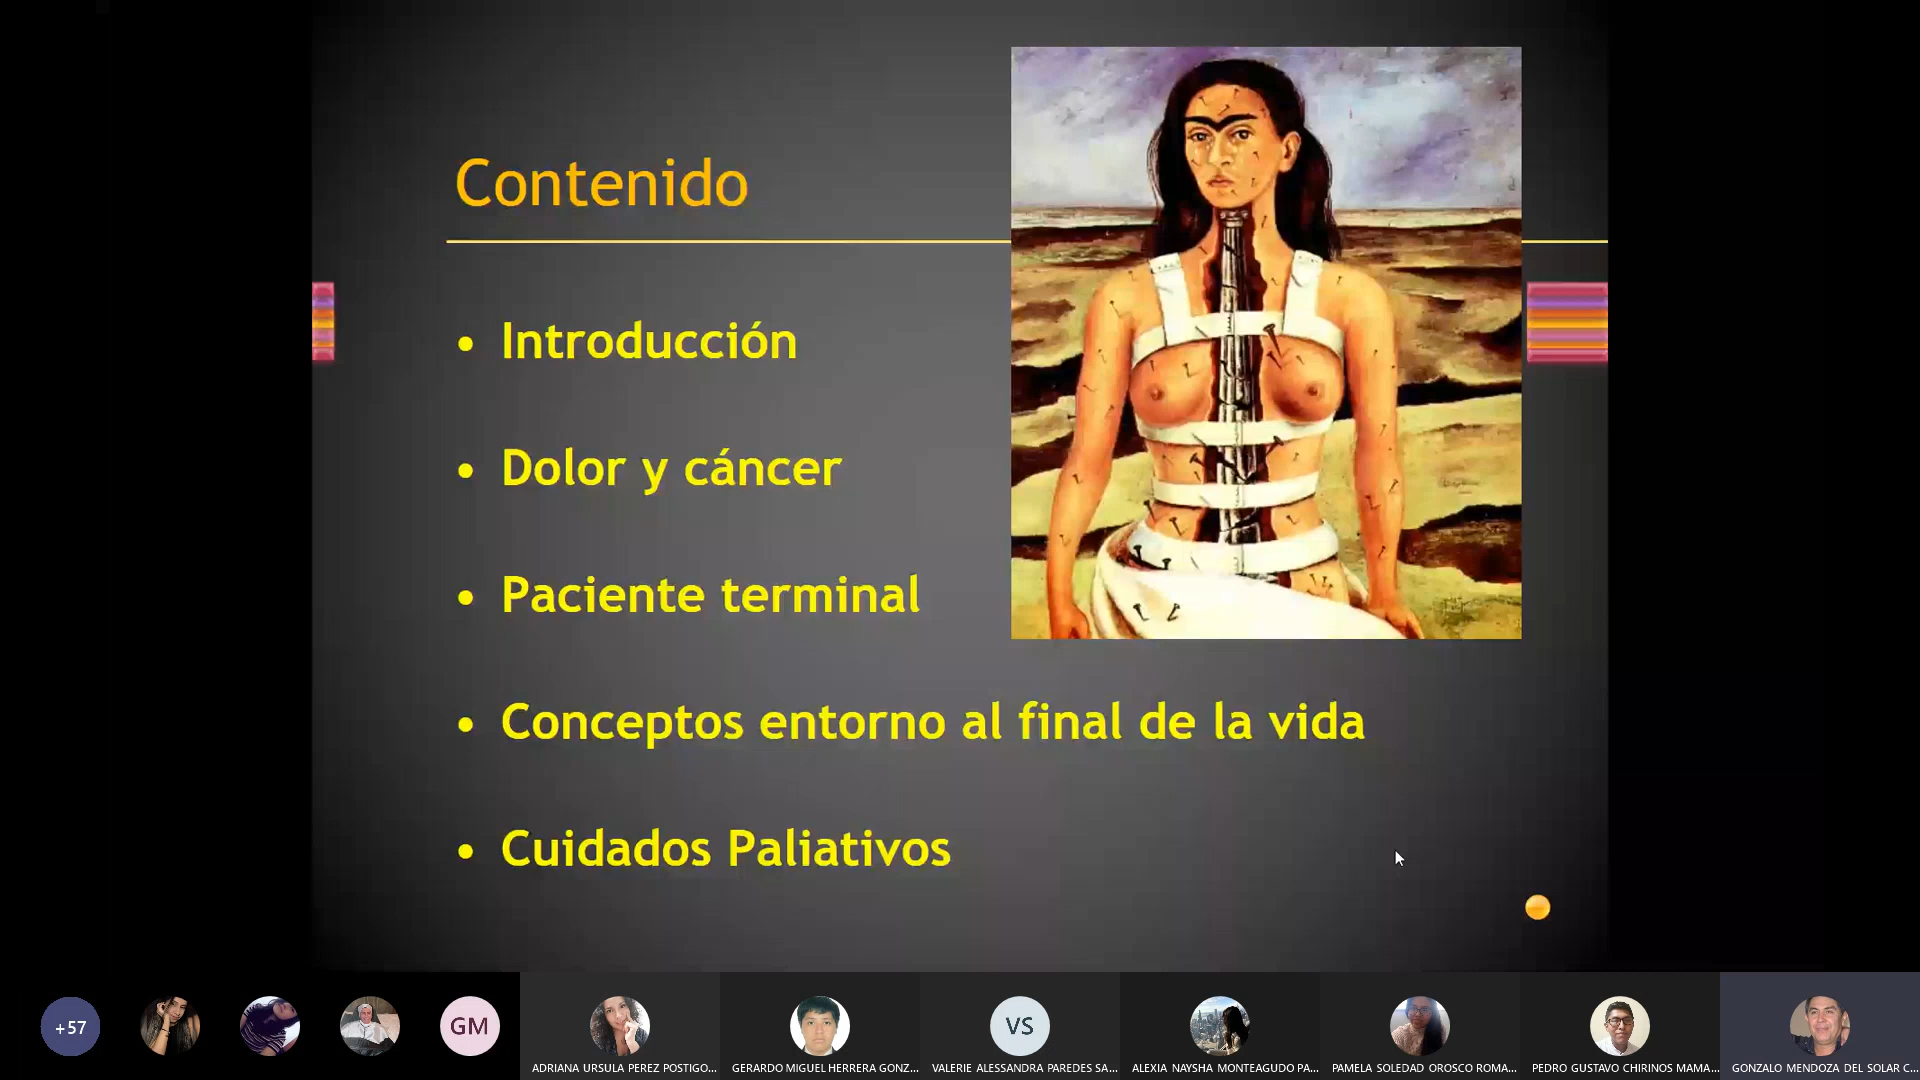 Contenido
• Introducción
• Dolor y cáncer
• Paciente terminal
• Conceptos entorno al final de la vida
• Cuidados Paliativos
+57
GM
VS
ADRIANA URSULA PEREZ POSTIGO...
GERARDO MIGUEL HERRERA GONZ...
VALERIE ALESSANDRA PAREDES SA...
ALEXIA NAYSHA MONTEAGUDO PA...
PAMELA SOLEDAD OROSCO ROMA...
PEDRO GUSTAVO CHIRINOS MAMA...
GONZALO MENDOZA DEL SOLAR C...